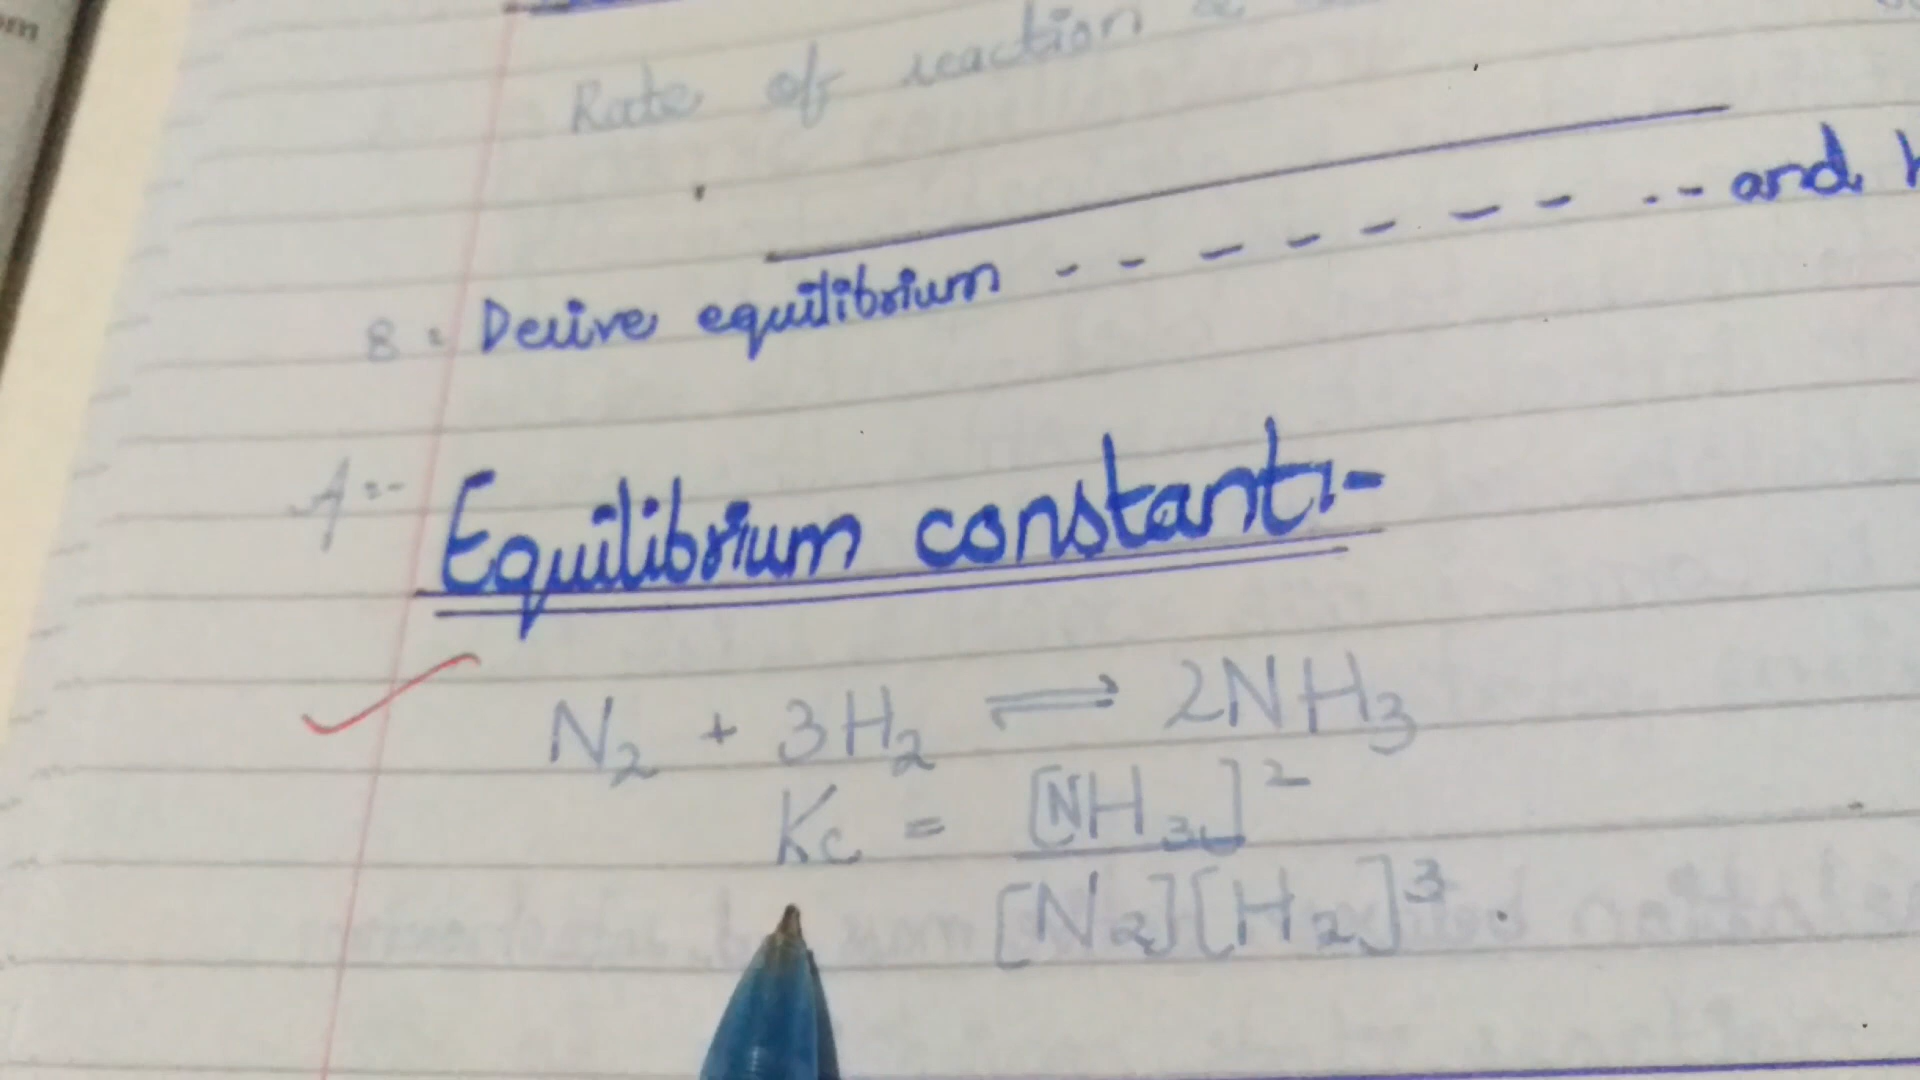 Rate of reaction
8: Derive equilibrium - - - - - - - -- and
A:- Equilibrium constant:-
N₂ + 3H₂ ⇌ 2NH₃
Kc = [NH₃]²
[N₂][H₂]³.